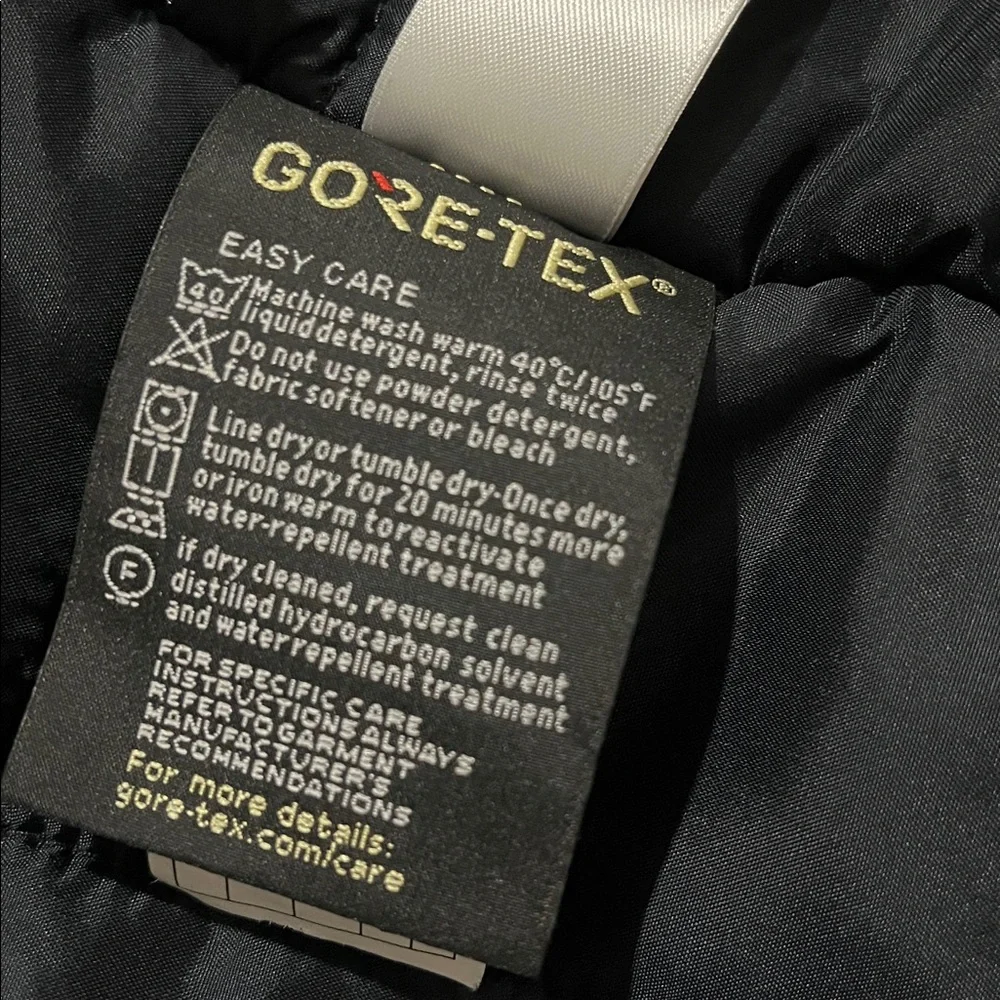 GORE-TEX®
EASY CARE
40
Machine wash warm 40°C/105°F
liquid detergent, rinse twice
Do not use powder detergent,
fabric softener or bleach
Line dry or tumble dry-Once dry,
tumble dry for 20 minutes more
or iron warm to reactivate
water-repellent treatment
F
if dry cleaned, request clean
distilled hydrocarbon solvent
and water repellent treatment
FOR SPECIFIC CARE
INSTRUCTIONS ALWAYS
REFER TO GARMENT
MANUFACTURER'S
RECOMMENDATIONS
For more details:
gore-tex.com/care